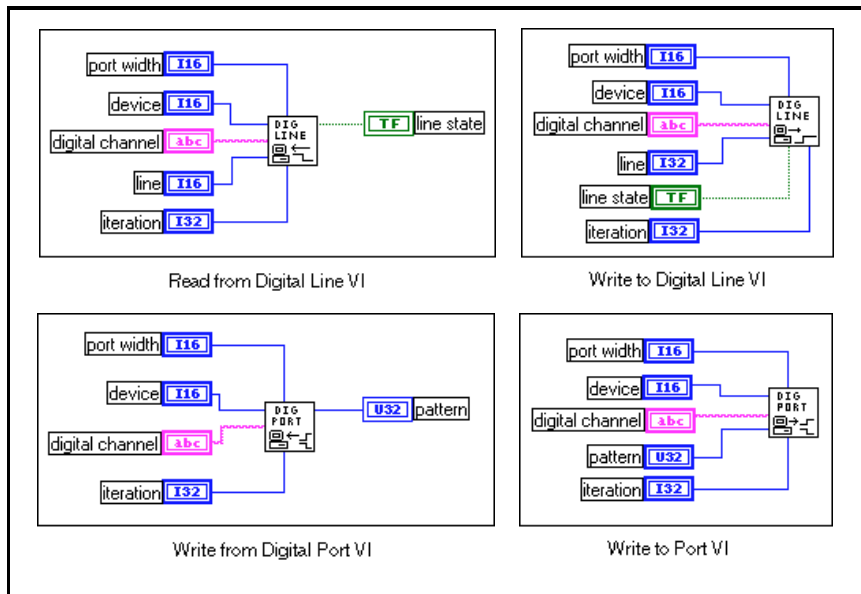 port width I16
device I16
digital channel abc
line I16
iteration I32
DIG
LINE
TF line state
Read from Digital Line VI
port width I16
device I16
digital channel abc
line I32
line state TF
iteration I32
DIG
LINE
Write to Digital Line VI
port width I16
device I16
digital channel abc
iteration I32
DIG
PORT
U32 pattern
Write from Digital Port VI
port width I16
device I16
digital channel abc
pattern U32
iteration I32
DIG
PORT
Write to Port VI